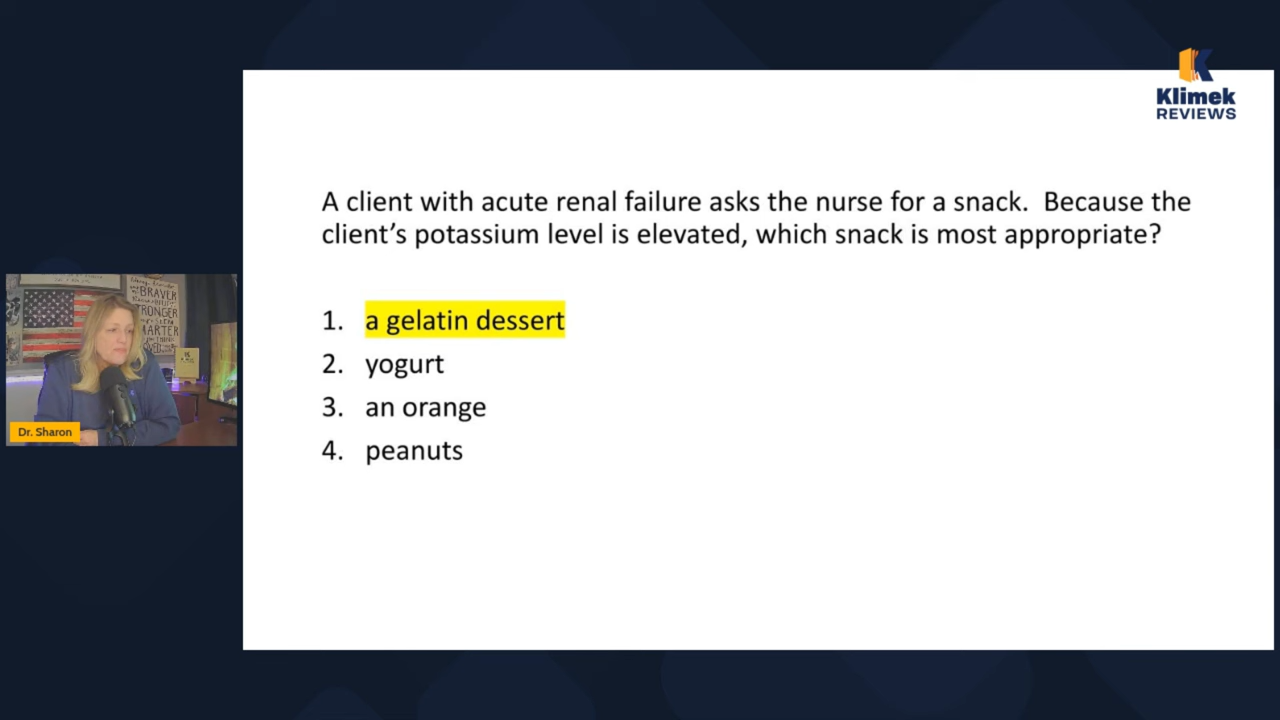 Klimek
REVIEWS
A client with acute renal failure asks the nurse for a snack.  Because the
client’s potassium level is elevated, which snack is most appropriate?
1. a gelatin dessert
2. yogurt
3. an orange
4. peanuts
BRAVER
STRONGER
SMARTER
LOVED
Dr. Sharon